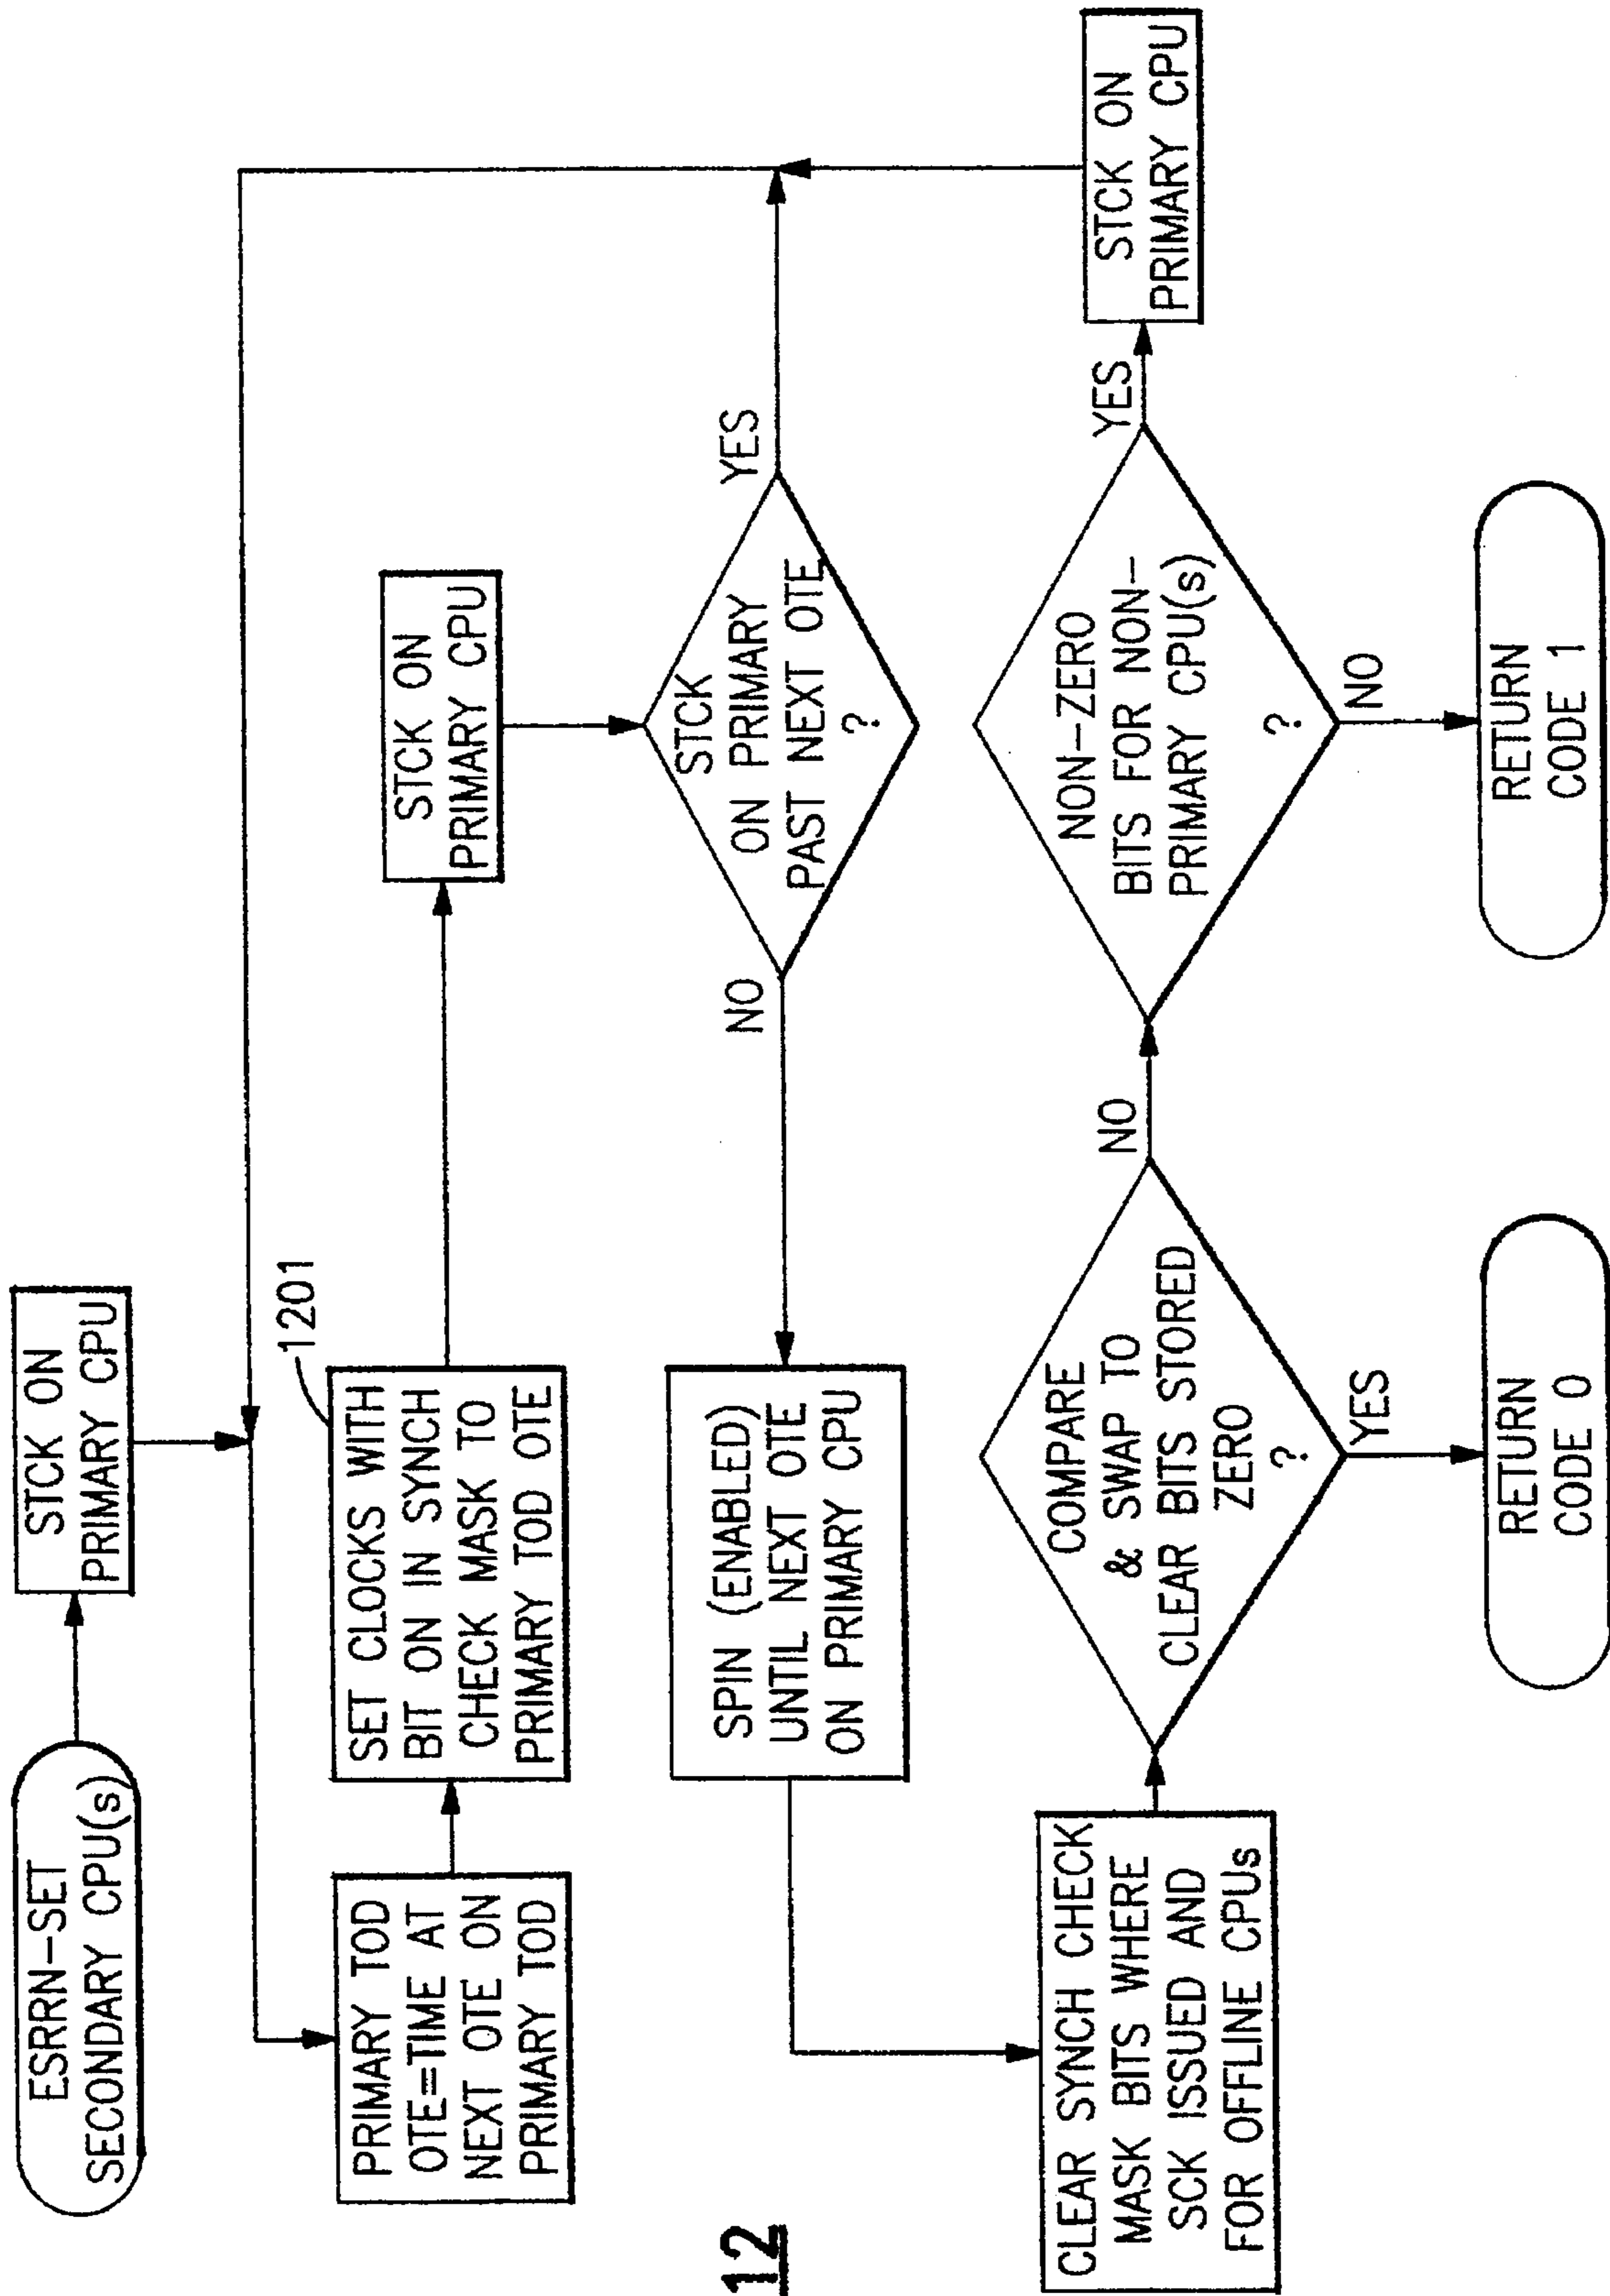 ESRRN-SET
SECONDARY CPU(s)
STCK ON
PRIMARY CPU
PRIMARY TOD
OTE=TIME AT
NEXT OTE ON
PRIMARY TOD
1201
SET CLOCKS WITH
BIT ON IN SYNCH
CHECK MASK TO
PRIMARY TOD OTE
STCK ON
PRIMARY CPU
STCK
ON PRIMARY
PAST NEXT OTE
?
YES
NO
SPIN (ENABLED)
UNTIL NEXT OTE
ON PRIMARY CPU
CLEAR SYNCH CHECK
MASK BITS WHERE
SCK ISSUED AND
FOR OFFLINE CPUs
COMPARE
& SWAP TO
CLEAR BITS STORED
ZERO
?
NO
YES
RETURN
CODE 0
NON-ZERO
BITS FOR NON-
PRIMARY CPU(s)
?
YES
NO
STCK ON
PRIMARY CPU
RETURN
CODE 1
12